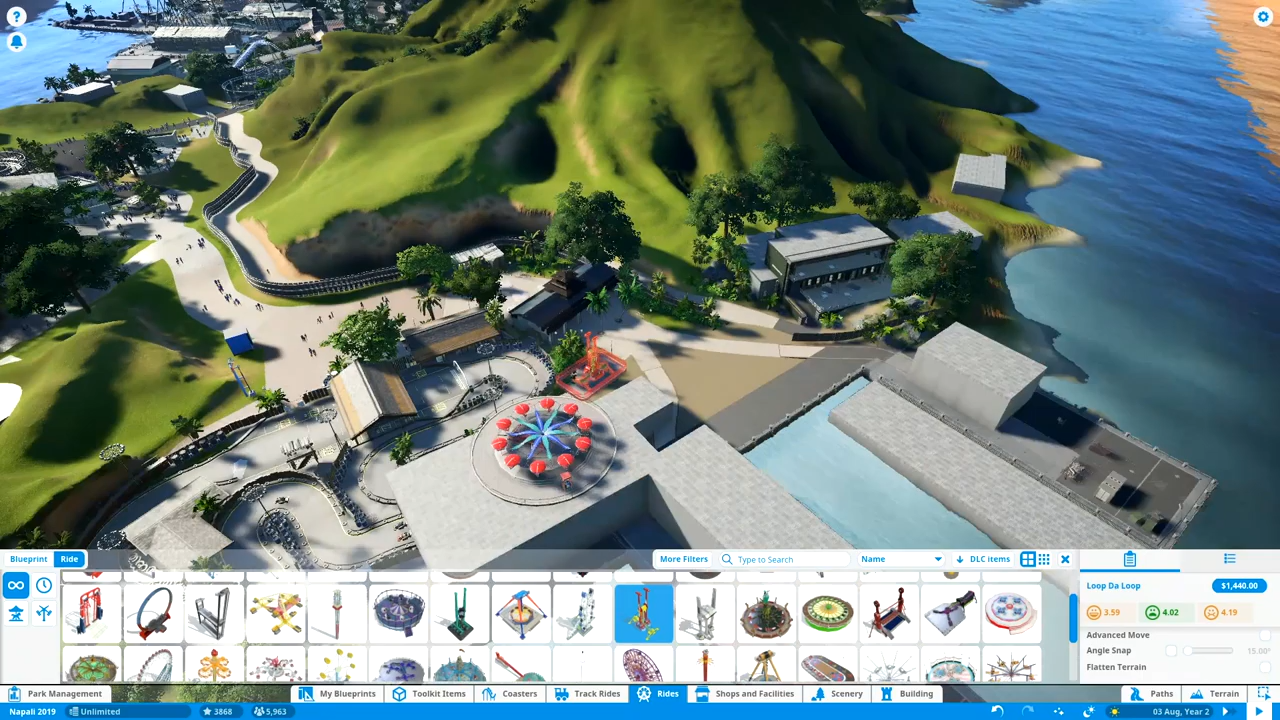 ?
Blueprint Ride
More Filters Type to Search Name DLC items
Loop Da Loop $1,440.00
3.59 4.02 4.19
Advanced Move
Angle Snap 15.00°
Flatten Terrain
Park Management My Blueprints Toolkit Items Coasters Track Rides Rides Shops and Facilities Scenery Building Paths Terrain
Napali 2019 Unlimited 3868 5,963 03 Aug, Year 2